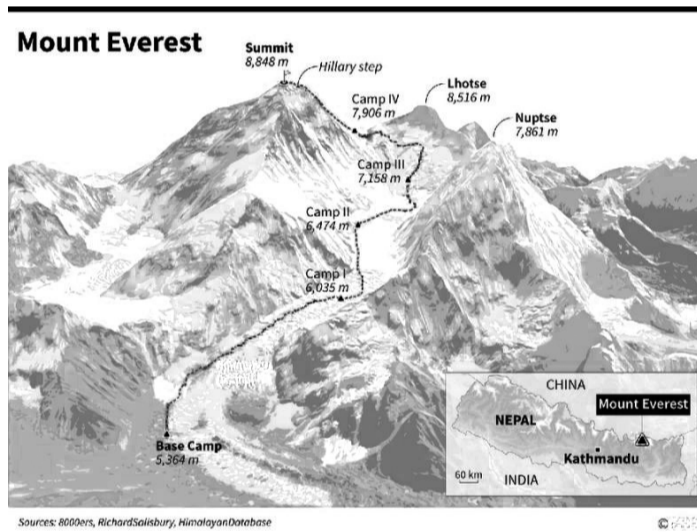 Mount Everest
Summit
8,848 m
Hillary step
Camp IV
7,906 m
Lhotse
8,516 m
Nuptse
7,861 m
Camp III
7,158 m
Camp II
6,474 m
Camp I
6,035 m
Base Camp
5,364 m
CHINA
Mount Everest
NEPAL
Kathmandu
60 km
INDIA
Sources: 8000ers, RichardSalisbury, HimalayanDatabase
©